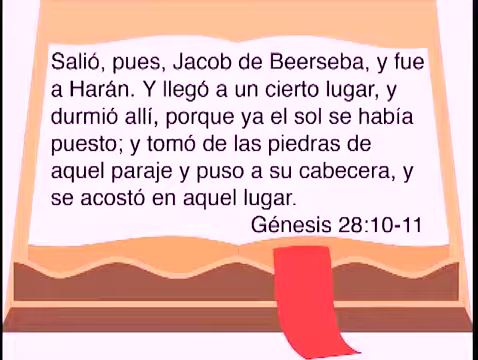 Salió, pues, Jacob de Beerseba, y fue
a Harán. Y llegó a un cierto lugar, y
durmió allí, porque ya el sol se había
puesto; y tomó de las piedras de
aquel paraje y puso a su cabecera, y
se acostó en aquel lugar.
Génesis 28:10-11